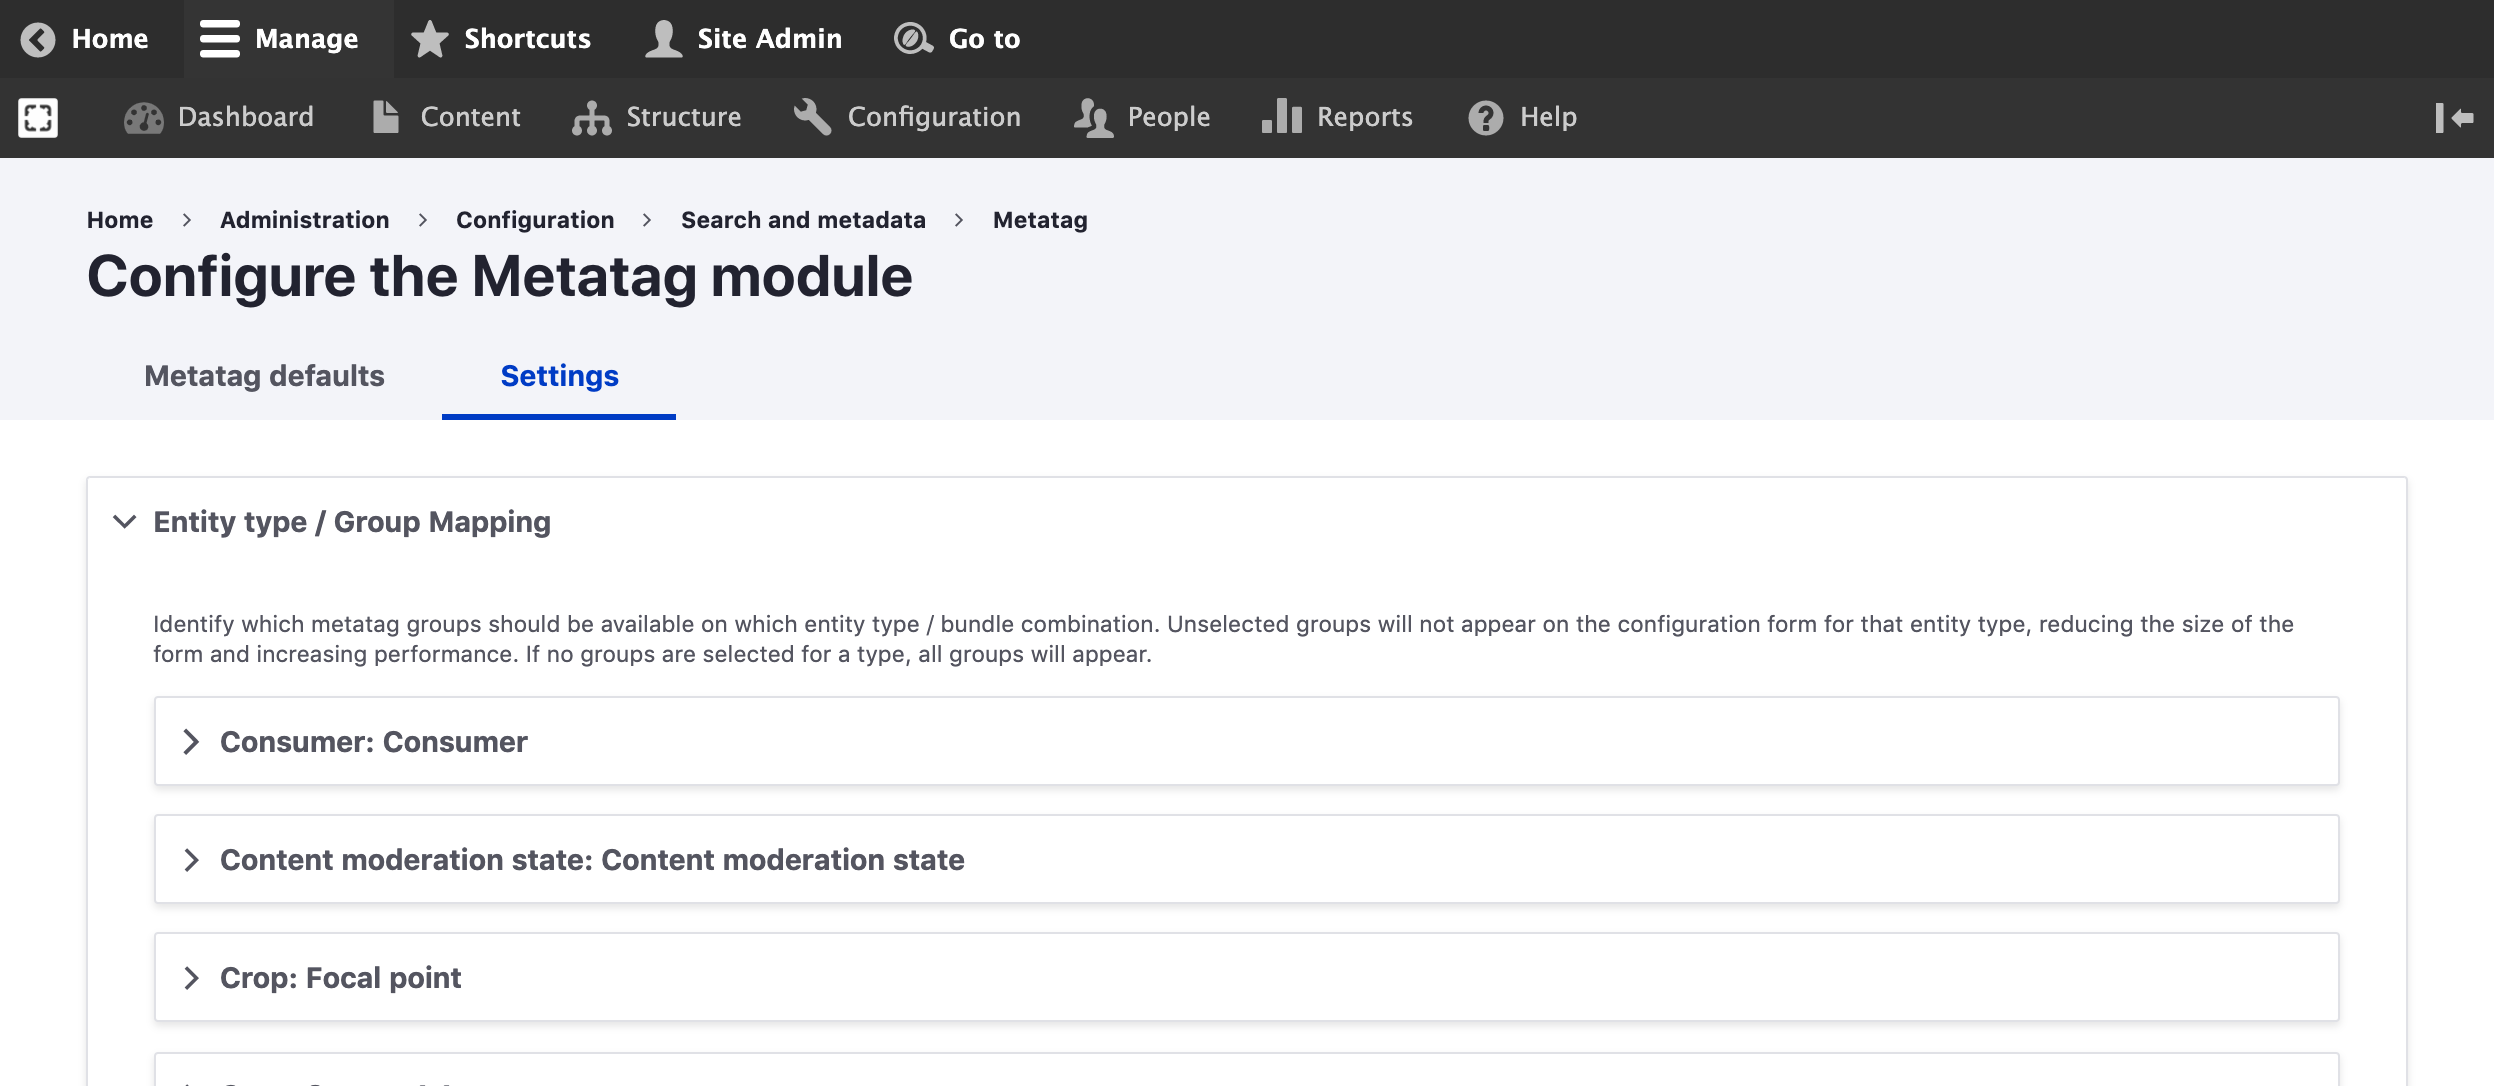 Home Manage Shortcuts Site Admin Go to
Dashboard Content Structure Configuration People Reports Help
Home > Administration > Configuration > Search and metadata > Metatag
Configure the Metatag module
Metatag defaults Settings
Entity type / Group Mapping
Identify which metatag groups should be available on which entity type / bundle combination. Unselected groups will not appear on the configuration form for that entity type, reducing the size of the
form and increasing performance. If no groups are selected for a type, all groups will appear.
Consumer: Consumer
Content moderation state: Content moderation state
Crop: Focal point